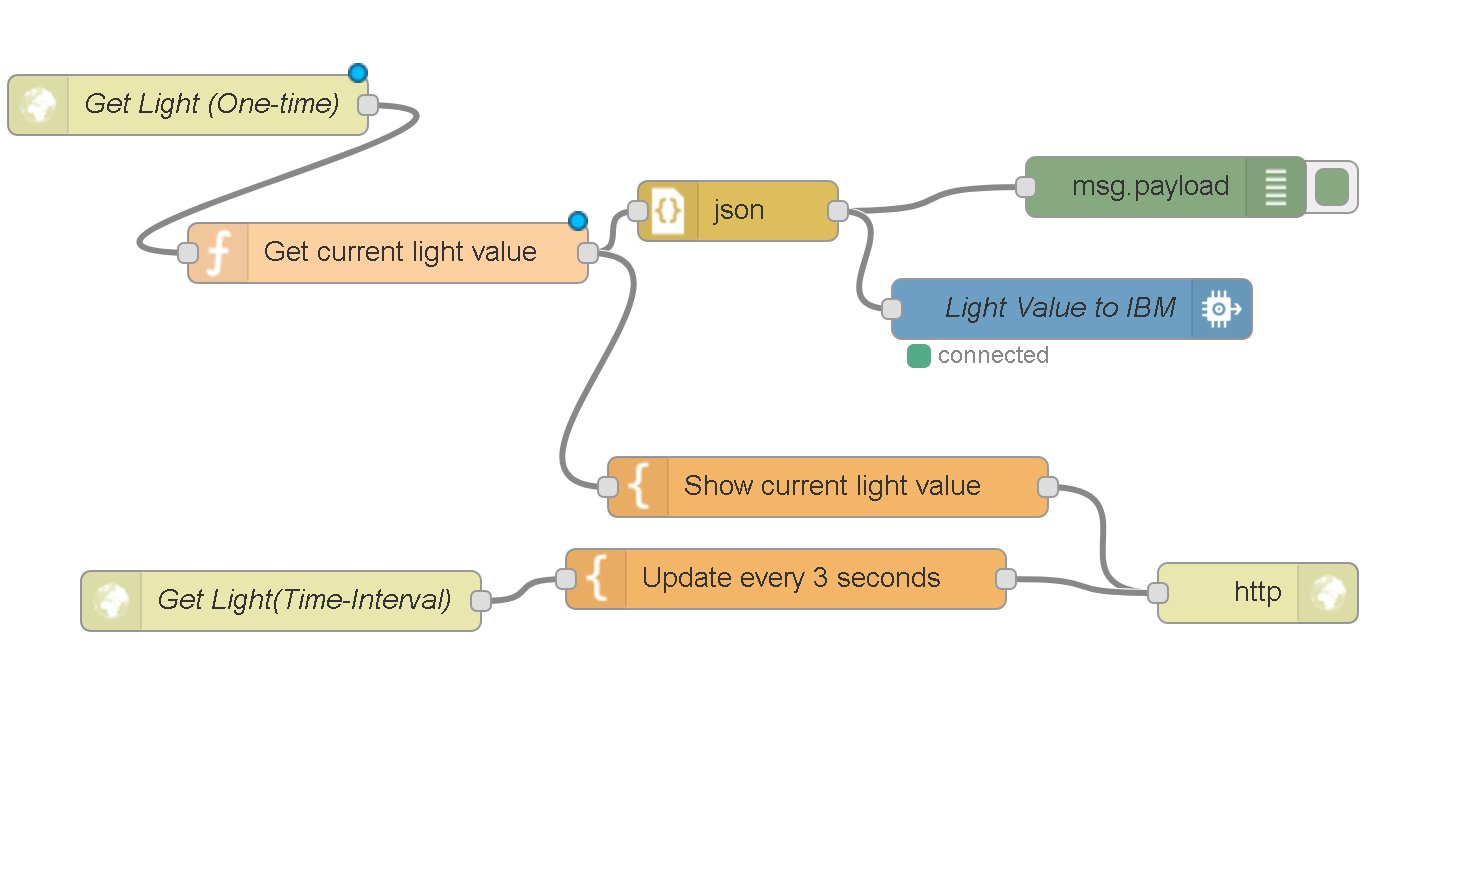 Get Light (One-time)
Get current light value
json
msg.payload
Light Value to IBM
connected
Show current light value
Update every 3 seconds
Get Light(Time-Interval)
http